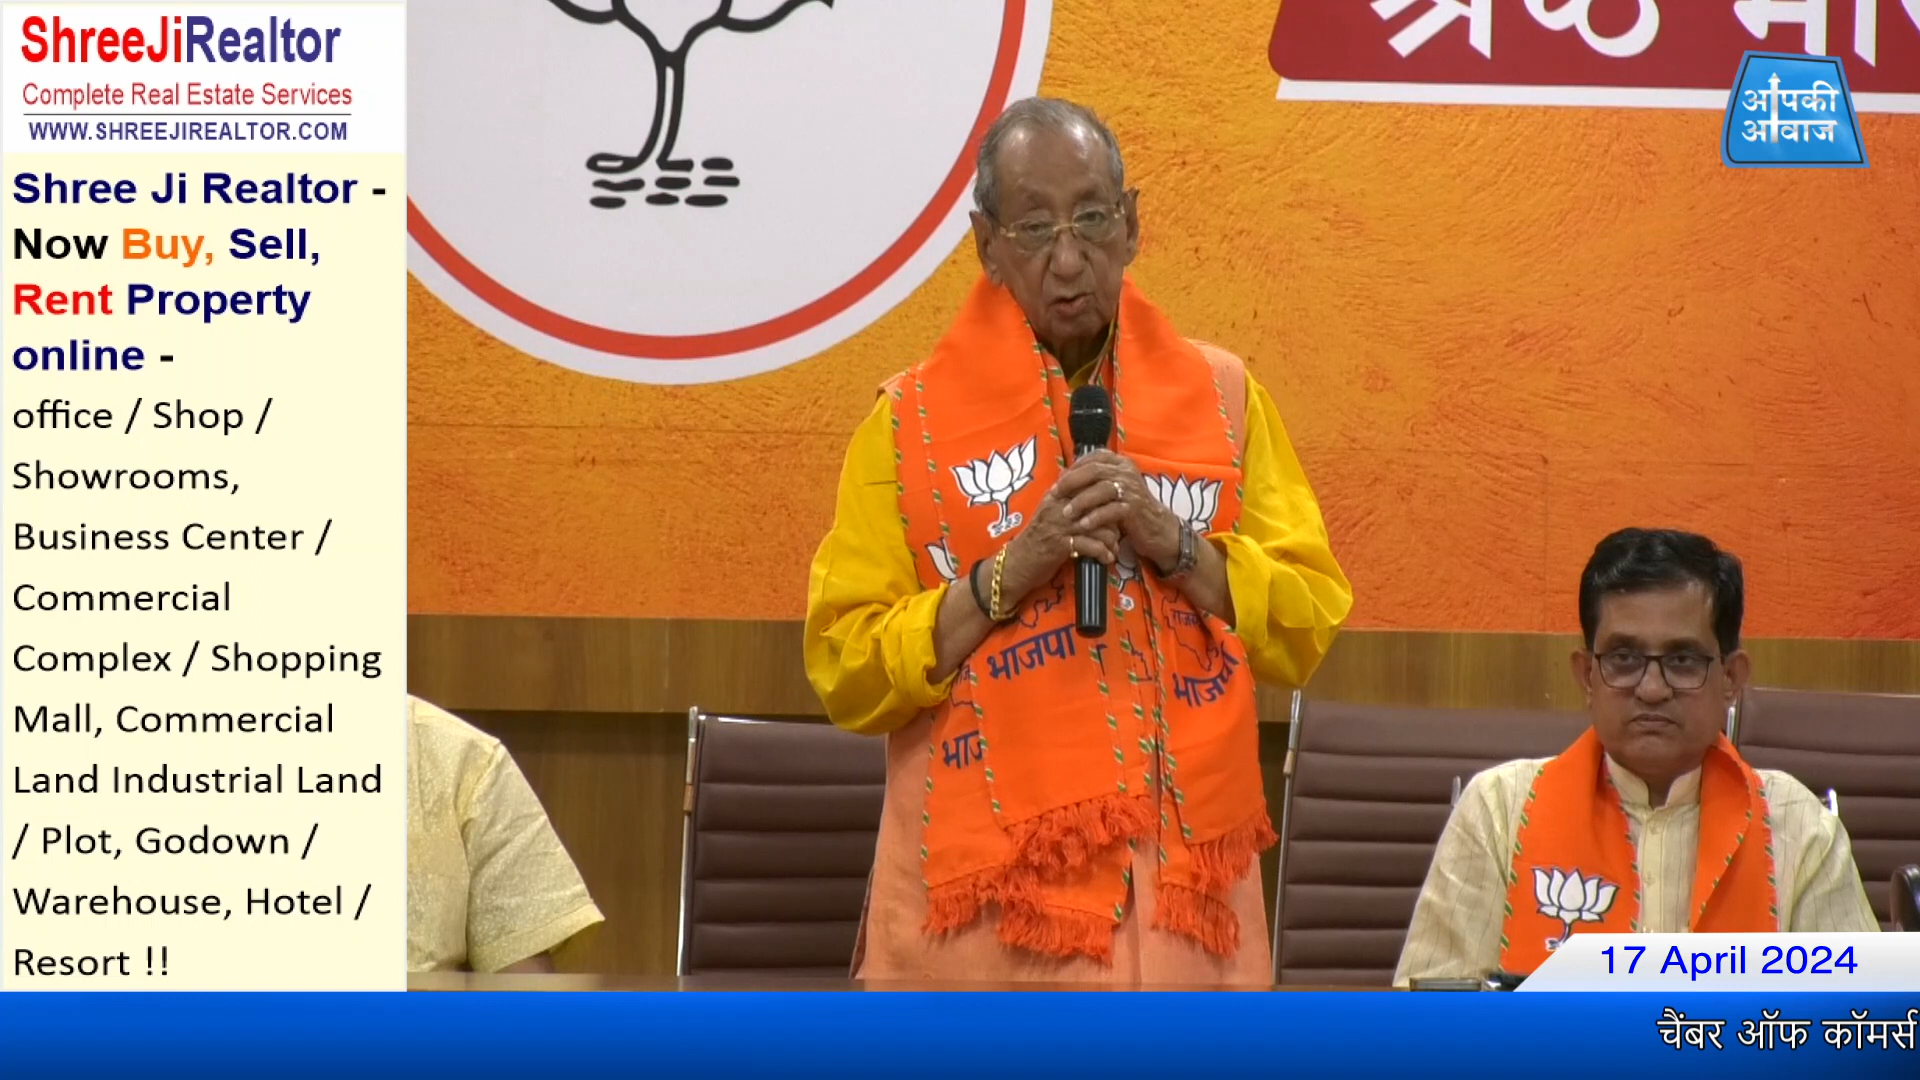 ShreeJiRealtor
Complete Real Estate Services
WWW.SHREEJIREALTOR.COM
Shree Ji Realtor -
Now Buy, Sell,
Rent Property
online -
office / Shop /
Showrooms,
Business Center /
Commercial
Complex / Shopping
Mall, Commercial
Land Industrial Land
/ Plot, Godown /
Warehouse, Hotel /
Resort !!
आपकी
आवाज
भाजपा
भाजपा
17 April 2024
चैंबर ऑफ कॉमर्स